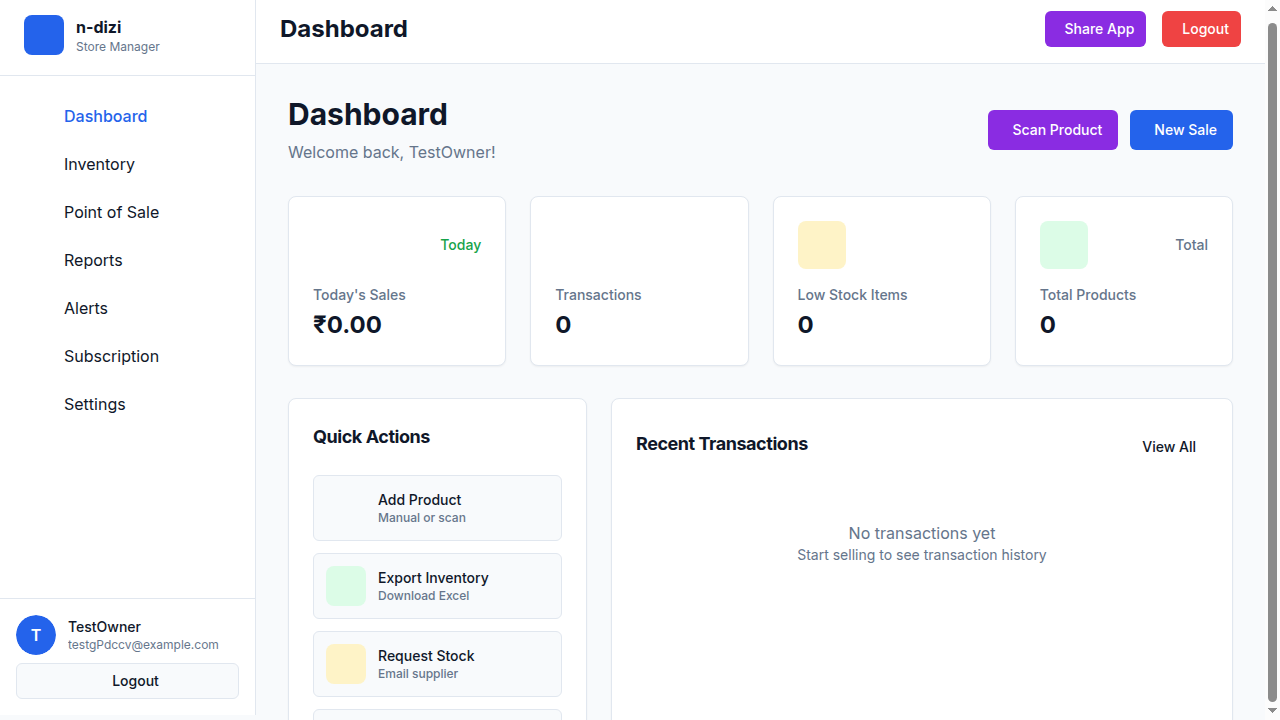 n-dizi
Store Manager
Dashboard
Inventory
Point of Sale
Reports
Alerts
Subscription
Settings
T
TestOwner
testgPdccv@example.com
Logout
Dashboard
Share App
Logout
Dashboard
Welcome back, TestOwner!
Scan Product
New Sale
Today
Today's Sales
₹0.00
Transactions
0
Low Stock Items
0
Total
Total Products
0
Quick Actions
Add Product
Manual or scan
Export Inventory
Download Excel
Request Stock
Email supplier
Recent Transactions
View All
No transactions yet
Start selling to see transaction history